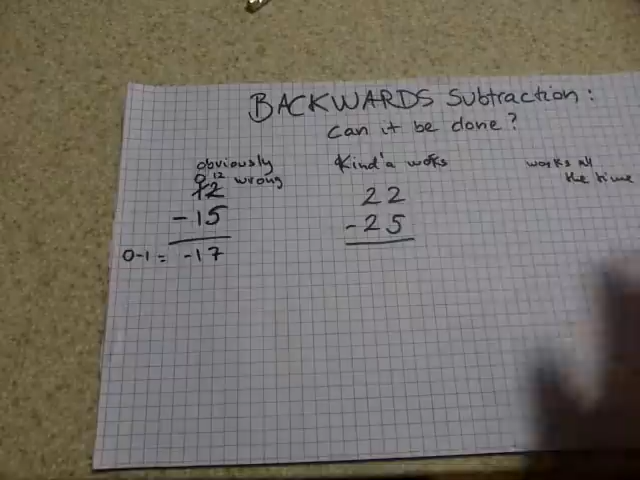 BACKWARDS Subtraction:
can it be done?
obviously
wrong
0 12
12
-15
0-1 = -17
Kind'a works
22
-25
works all
the time